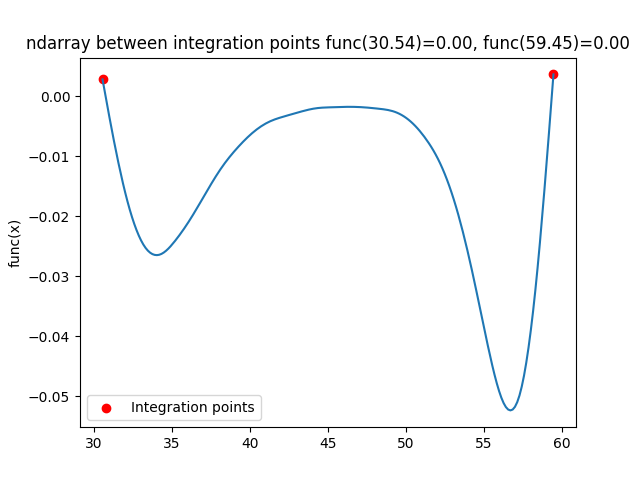 ndarray between integration points func(30.54)=0.00, func(59.45)=0.00
0.00
−0.01
−0.02
−0.03
−0.04
−0.05
func(x)
Integration points
30 35 40 45 50 55 60